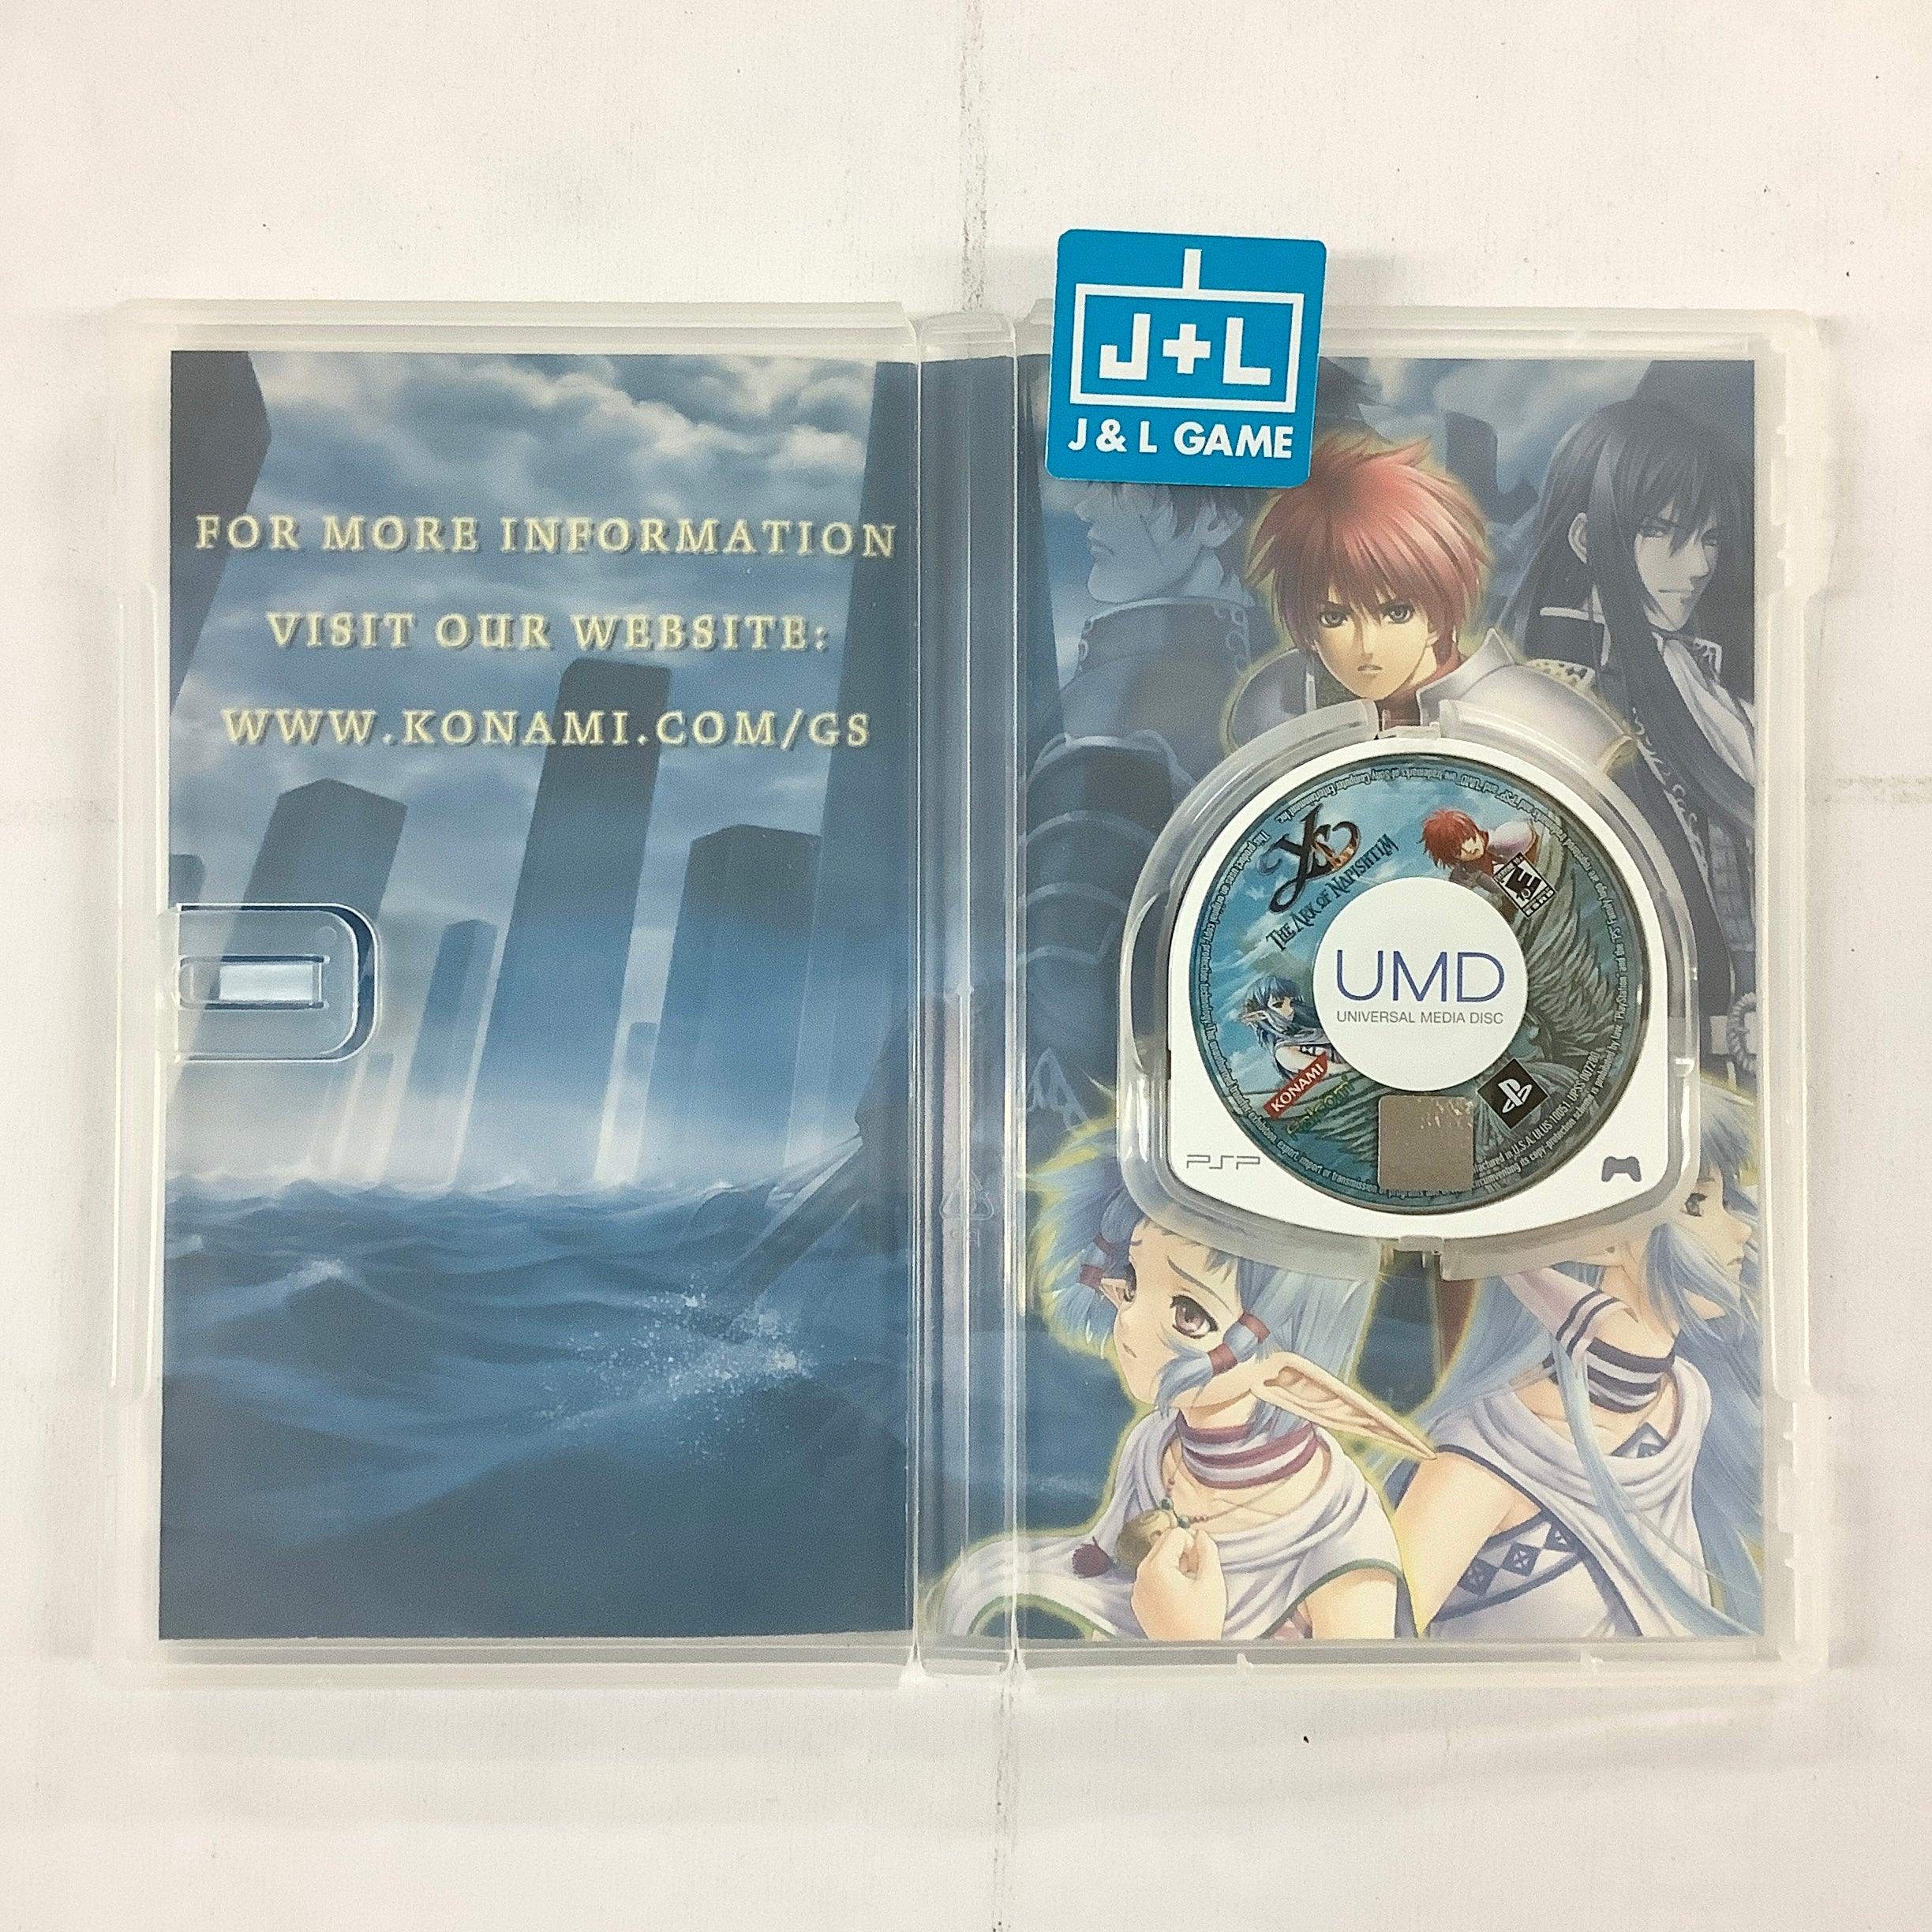 J+L
J & L GAME
FOR MORE INFORMATION
VISIT OUR WEBSITE:
WWW.KONAMI.COM/GS
Ys
THE ARK OF NAPISHTIM
E
UMD
UNIVERSAL MEDIA DISC
KONAMI
Falcom
PSP